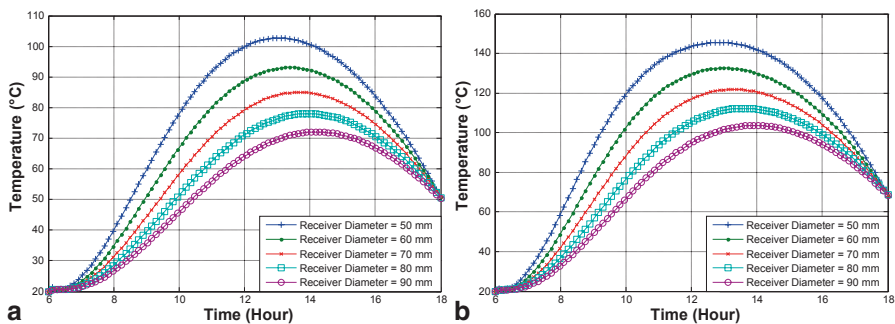 110
100
90
80
70
60
50
40
30
20
Temperature (°C)
6 8 10 12 14 16 18
Time (Hour)
Receiver Diameter = 50 mm
Receiver Diameter = 60 mm
Receiver Diameter = 70 mm
Receiver Diameter = 80 mm
Receiver Diameter = 90 mm
a
160
140
120
100
80
60
40
20
Temperature (°C)
6 8 10 12 14 16 18
Time (Hour)
Receiver Diameter = 50 mm
Receiver Diameter = 60 mm
Receiver Diameter = 70 mm
Receiver Diameter = 80 mm
Receiver Diameter = 90 mm
b